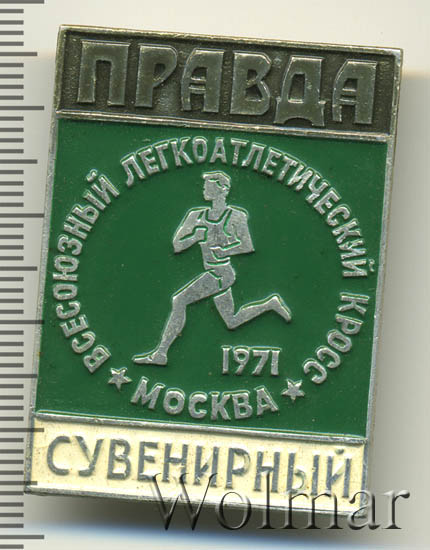 ПРАВДА
ВСЕСОЮЗНЫЙ ЛЕГКОАТЛЕТИЧЕСКИЙ КРОСС
1971
★ МОСКВА ★
СУВЕНИРНЫЙ
Wolmar